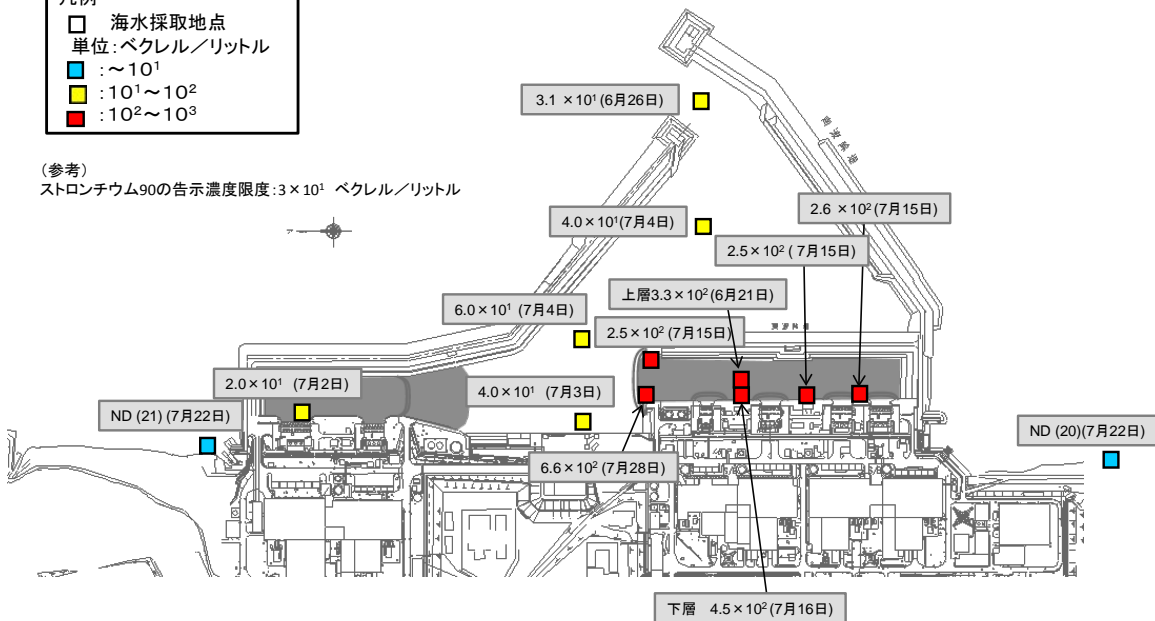 凡例
□ 海水採取地点
単位:ベクレル/リットル
:~10¹
:10¹~10²
:10²~10³
(参考)
ストロンチウム90の告示濃度限度:3×10¹ ベクレル/リットル
3.1 ×10¹ (6月26日)
4.0×10¹(7月4日)
2.6 ×10² (7月15日)
2.5×10² ( 7月15日)
上層3.3×10² (6月21日)
6.0×10¹ (7月4日)
2.5×10² (7月15日)
東波除堤
2.0×10¹ (7月2日)
4.0×10¹ (7月3日)
ND (21) (7月22日)
ND (20)(7月22日)
6.6×10² (7月28日)
下層 4.5×10² (7月16日)